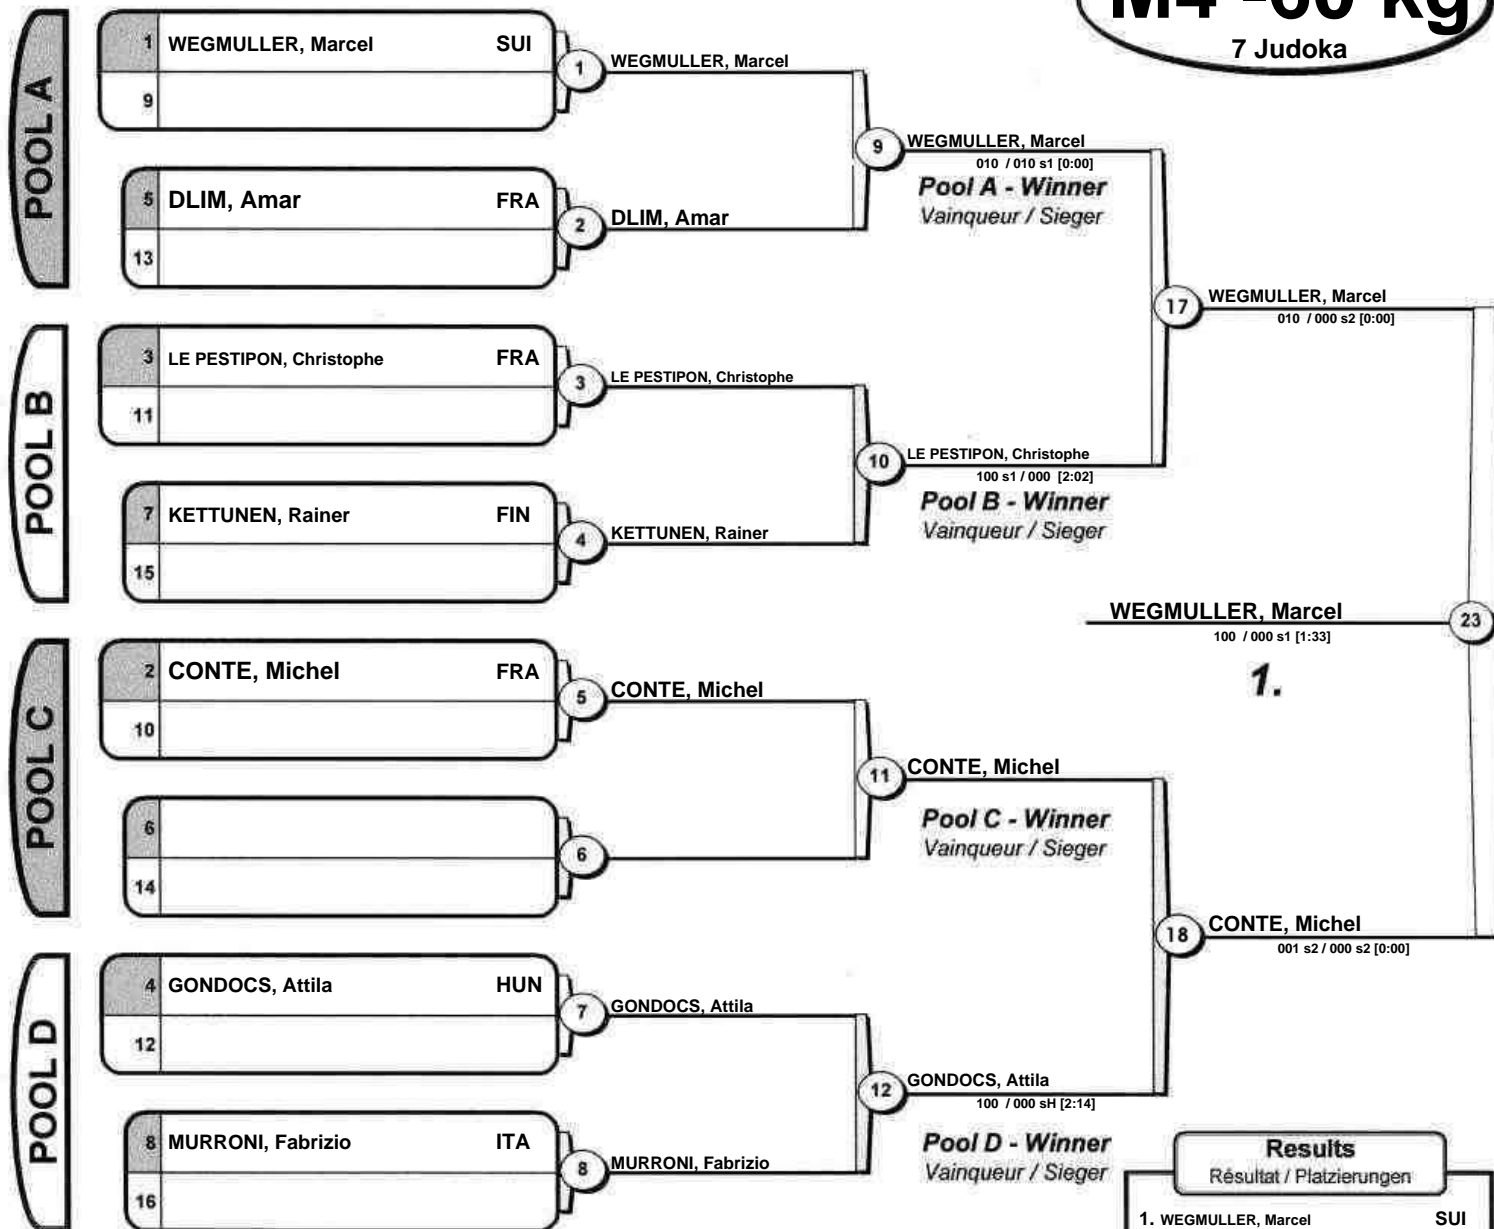 M4 -60 kg
7 Judoka
POOL A
1 WEGMULLER, Marcel SUI
9
1 WEGMULLER, Marcel
5 DLIM, Amar FRA
13
2 DLIM, Amar
9 WEGMULLER, Marcel
010 / 010 s1 [0:00]
Pool A - Winner
Vainqueur / Sieger
POOL B
3 LE PESTIPON, Christophe FRA
11
3 LE PESTIPON, Christophe
7 KETTUNEN, Rainer FIN
15
4 KETTUNEN, Rainer
10 LE PESTIPON, Christophe
100 s1 / 000 [2:02]
Pool B - Winner
Vainqueur / Sieger
17 WEGMULLER, Marcel
010 / 000 s2 [0:00]
WEGMULLER, Marcel 23
100 / 000 s1 [1:33]
1.
POOL C
2 CONTE, Michel FRA
10
5 CONTE, Michel
6
14
6
11 CONTE, Michel
Pool C - Winner
Vainqueur / Sieger
18 CONTE, Michel
001 s2 / 000 s2 [0:00]
POOL D
4 GONDOCS, Attila HUN
12
7 GONDOCS, Attila
8 MURRONI, Fabrizio ITA
16
8 MURRONI, Fabrizio
12 GONDOCS, Attila
100 / 000 sH [2:14]
Pool D - Winner
Vainqueur / Sieger
Results
Résultat / Platzierungen
1. WEGMULLER, Marcel SUI